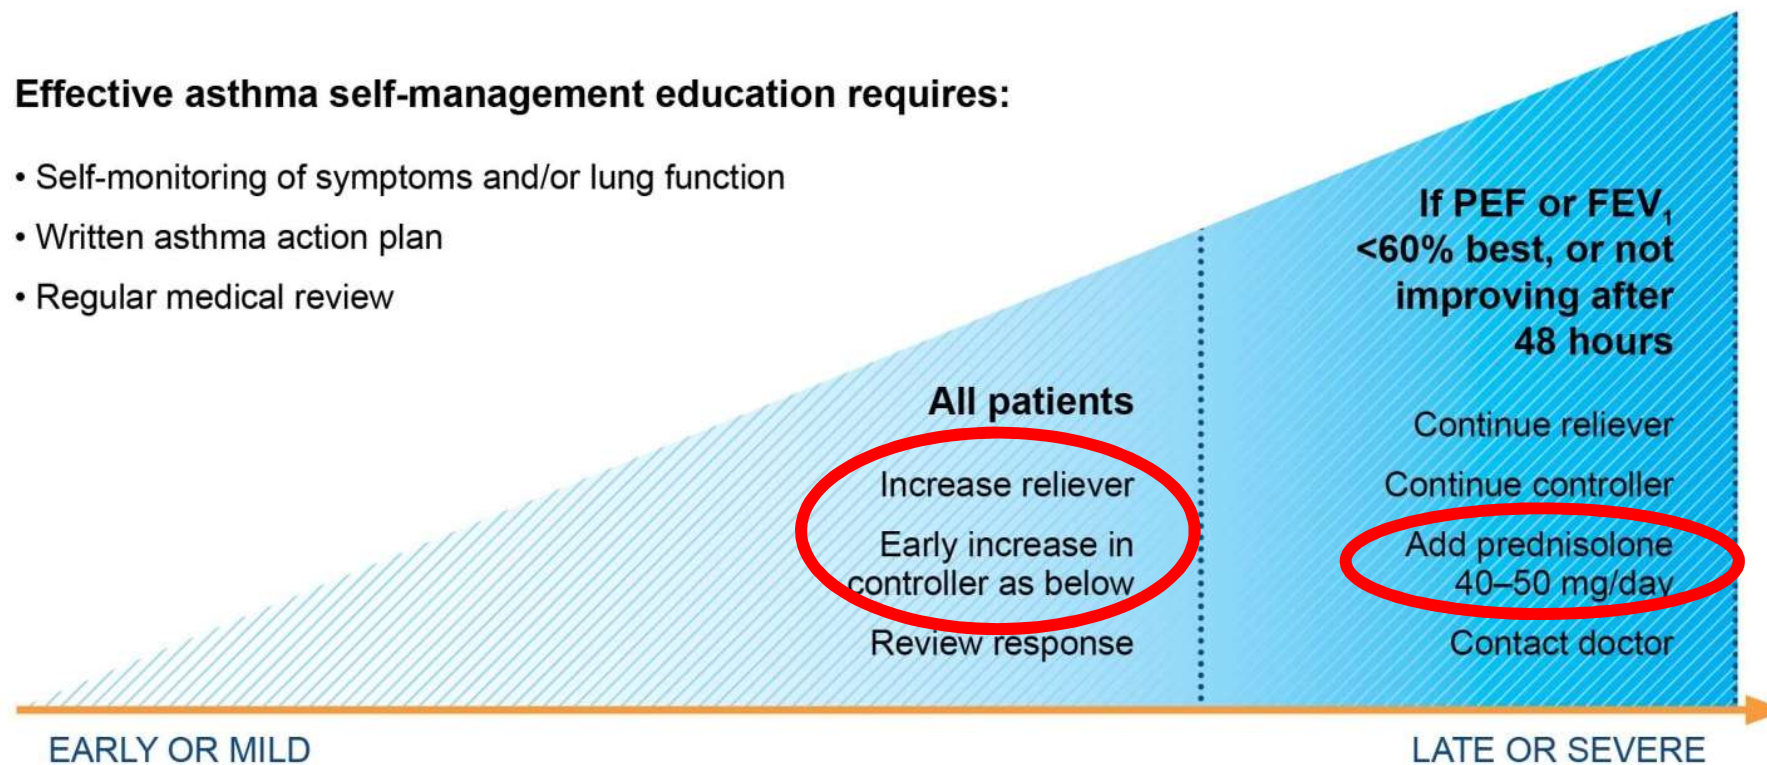 Effective asthma self-management education requires:
• Self-monitoring of symptoms and/or lung function
• Written asthma action plan
• Regular medical review
All patients
Increase reliever
Early increase in
controller as below
Review response
If PEF or FEV₁
<60% best, or not
improving after
48 hours
Continue reliever
Continue controller
Add prednisolone
40–50 mg/day
Contact doctor
EARLY OR MILD
LATE OR SEVERE